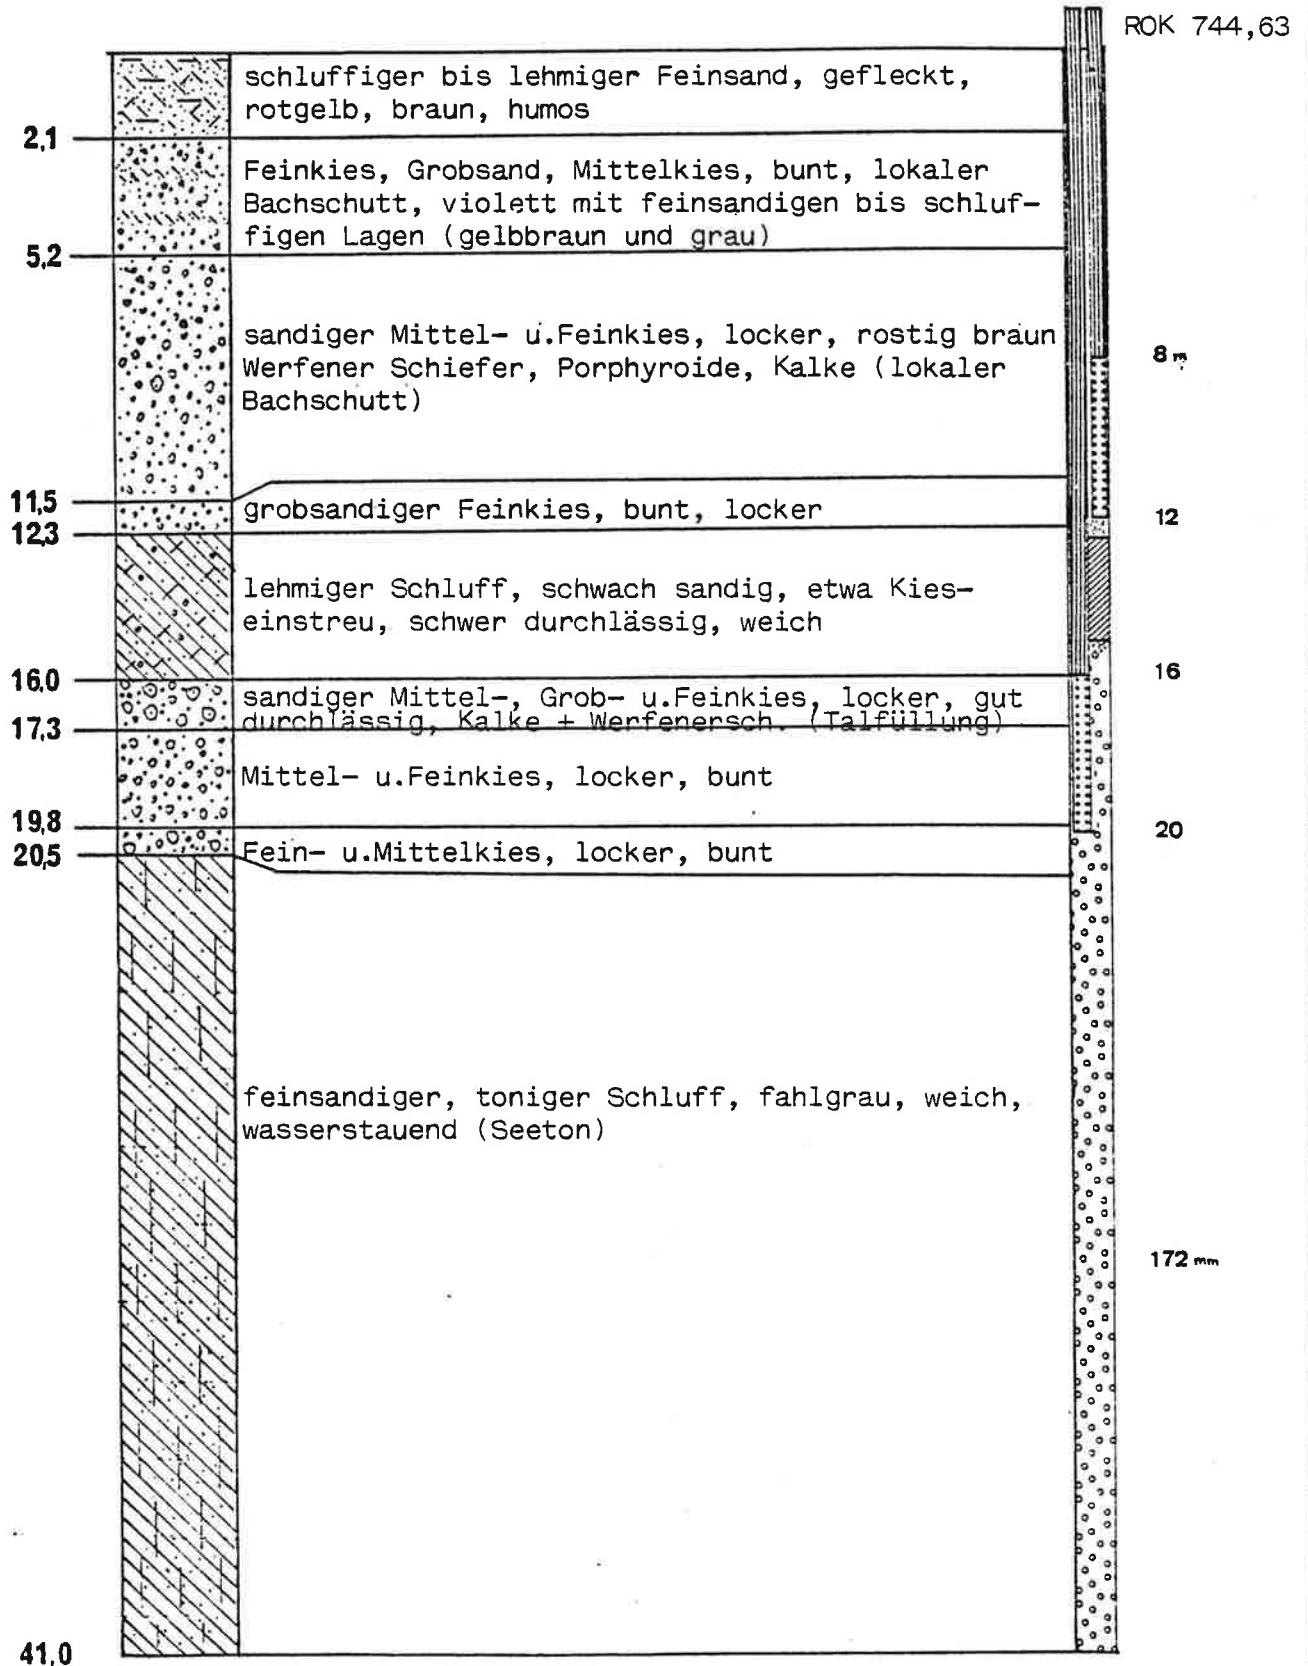 ROK 744,63
schluffiger bis lehmiger Feinsand, gefleckt,
rotgelb, braun, humos
2,1
Feinkies, Grobsand, Mittelkies, bunt, lokaler
Bachschutt, violett mit feinsandigen bis schluf-
figen Lagen (gelbbraun und grau)
5,2
sandiger Mittel- u.Feinkies, locker, rostig braun
Werfener Schiefer, Porphyroide, Kalke (lokaler
Bachschutt)
8 m
11,5
grobsandiger Feinkies, bunt, locker
12
12,3
lehmiger Schluff, schwach sandig, etwa Kies-
einstreu, schwer durchlässig, weich
16,0
16
sandiger Mittel-, Grob- u.Feinkies, locker, gut
durchlässig, Kalke + Werfenersch. (Talfüllung)
17,3
Mittel- u.Feinkies, locker, bunt
19,8
20
20,5
Fein- u.Mittelkies, locker, bunt
feinsandiger, toniger Schluff, fahlgrau, weich,
wasserstauend (Seeton)
172 mm
41,0